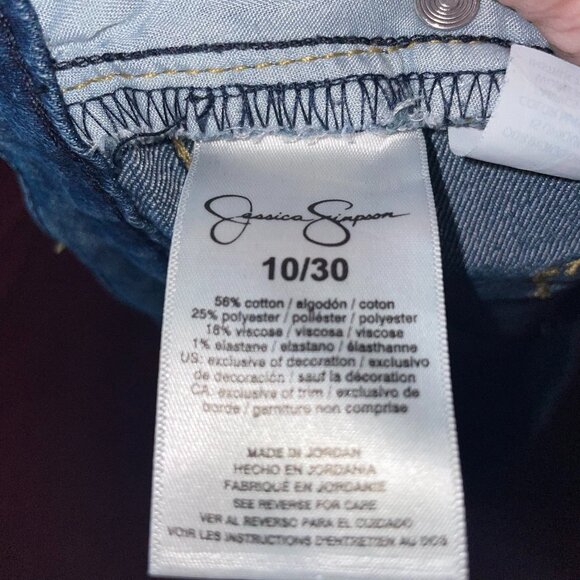 Jessica Simpson
10/30
56% cotton / algodón / coton
25% polyester / poliéster / polyester
18% viscose / viscosa / viscose
1% elastane / elastano / élasthanne
US: exclusive of decoration / exclusivo
de decoración / sauf la décoration
CA: exclusive of trim / exclusivo de
borde / garniture non comprise
MADE IN JORDAN
HECHO EN JORDANIA
FABRIQUÉ EN JORDANIE
SEE REVERSE FOR CARE
VER AL REVERSO PARA EL CUIDADO
VOIR LES INSTRUCTIONS D'ENTRETIEN AU DOS